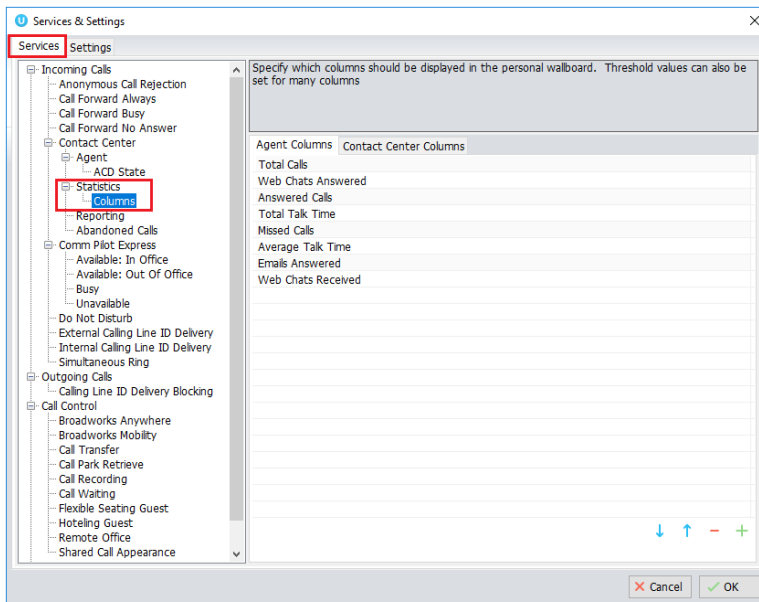 Services & Settings
Services Settings
Incoming Calls
Anonymous Call Rejection
Call Forward Always
Call Forward Busy
Call Forward No Answer
Contact Center
Agent
ACD State
Statistics
Columns
Reporting
Abandoned Calls
Comm Pilot Express
Available: In Office
Available: Out Of Office
Busy
Unavailable
Do Not Disturb
External Calling Line ID Delivery
Internal Calling Line ID Delivery
Simultaneous Ring
Outgoing Calls
Calling Line ID Delivery Blocking
Call Control
Broadworks Anywhere
Broadworks Mobility
Call Transfer
Call Park Retrieve
Call Recording
Call Waiting
Flexible Seating Guest
Hoteling Guest
Remote Office
Shared Call Appearance
Specify which columns should be displayed in the personal wallboard. Threshold values can also be
set for many columns
Agent Columns Contact Center Columns
Total Calls
Web Chats Answered
Answered Calls
Total Talk Time
Missed Calls
Average Talk Time
Emails Answered
Web Chats Received
Cancel OK